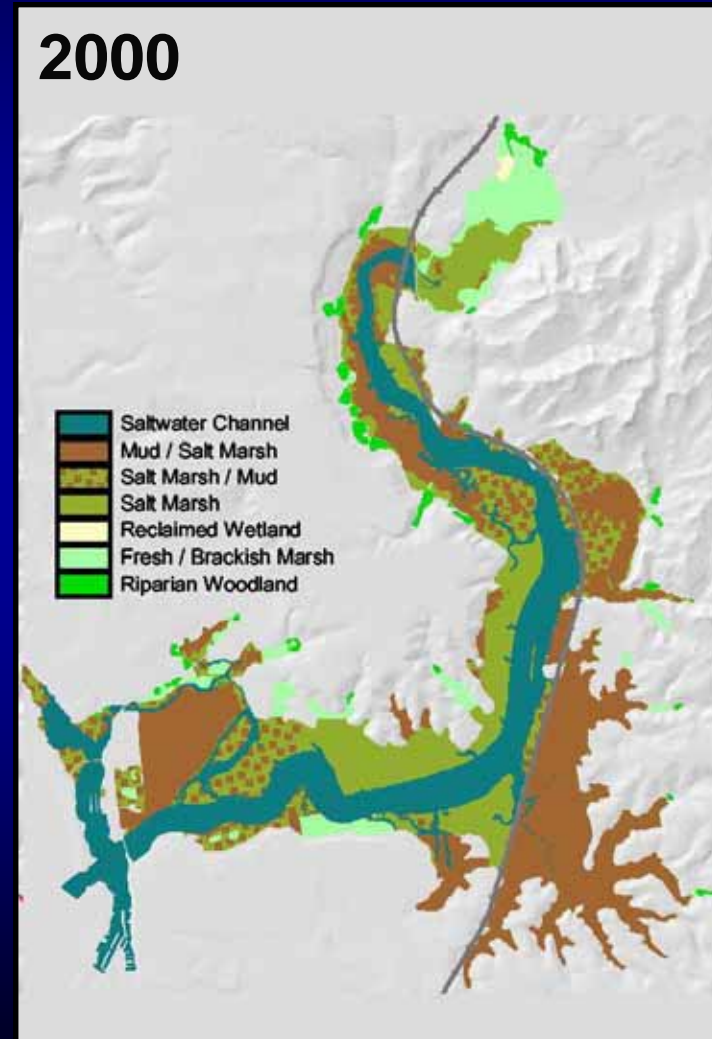 2000
Saltwater Channel
Mud / Salt Marsh
Salt Marsh / Mud
Salt Marsh
Reclaimed Wetland
Fresh / Brackish Marsh
Riparian Woodland